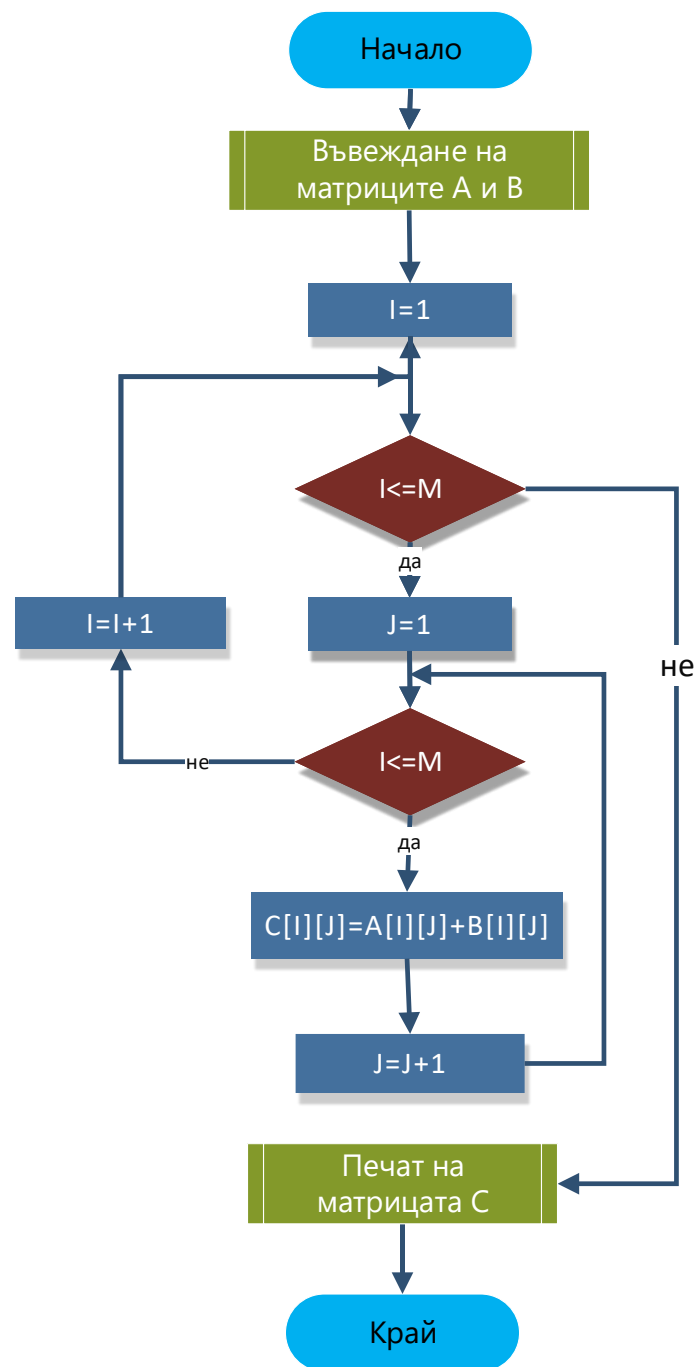 Начало
Въвеждане на
матриците А и В
I=1
I<=M
да
не
I=I+1
J=1
I<=M
не
да
C[I][J]=A[I][J]+B[I][J]
J=J+1
Печат на
матрицата С
Край